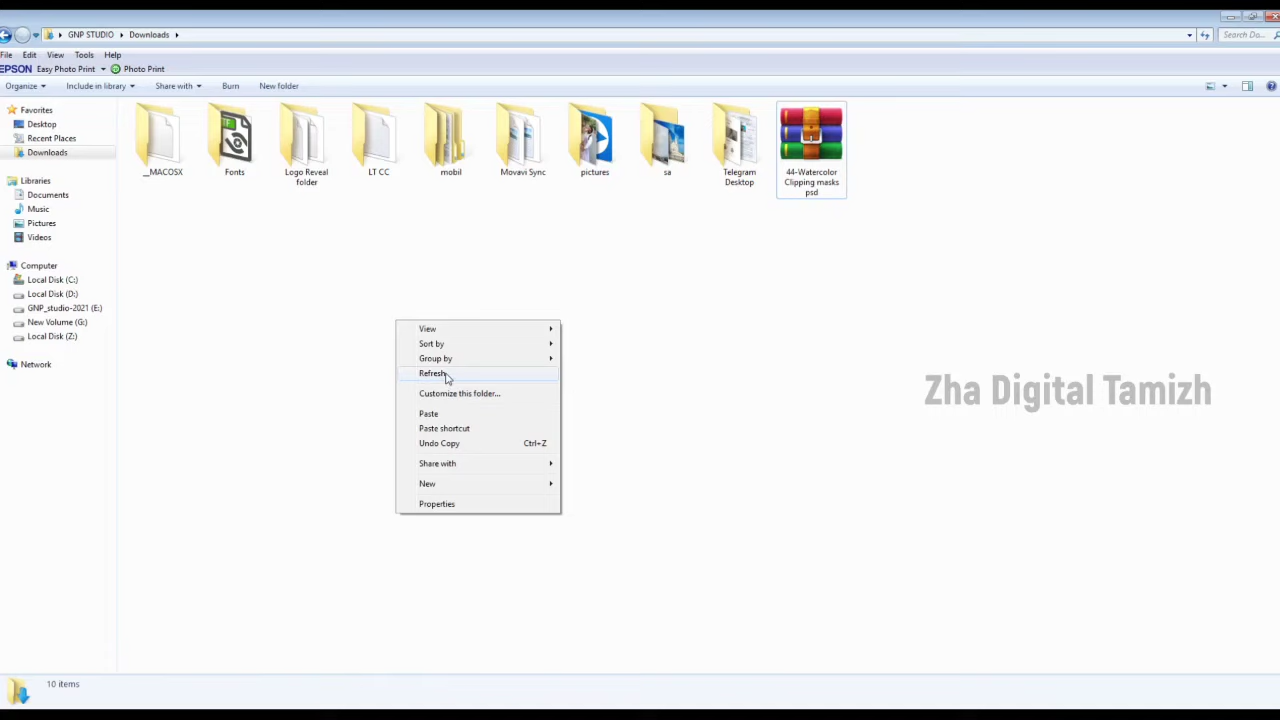 GNP STUDIO Downloads
Search Do...
File Edit View Tools Help
EPSON Easy Photo Print Photo Print
Organize Include in library Share with Burn New folder
Favorites
Desktop
Recent Places
Downloads
Libraries
Documents
Music
Pictures
Videos
Computer
Local Disk (C:)
Local Disk (D:)
GNP_studio-2021 (E:)
New Volume (G:)
Local Disk (Z:)
Network
__MACOSX
Fonts
Logo Reveal
folder
LT CC
mobil
Movavi Sync
pictures
sa
Telegram
Desktop
44-Watercolor
Clipping masks
psd
View
Sort by
Group by
Refresh
Customize this folder...
Paste
Paste shortcut
Undo Copy Ctrl+Z
Share with
New
Properties
Zha Digital Tamizh
10 items